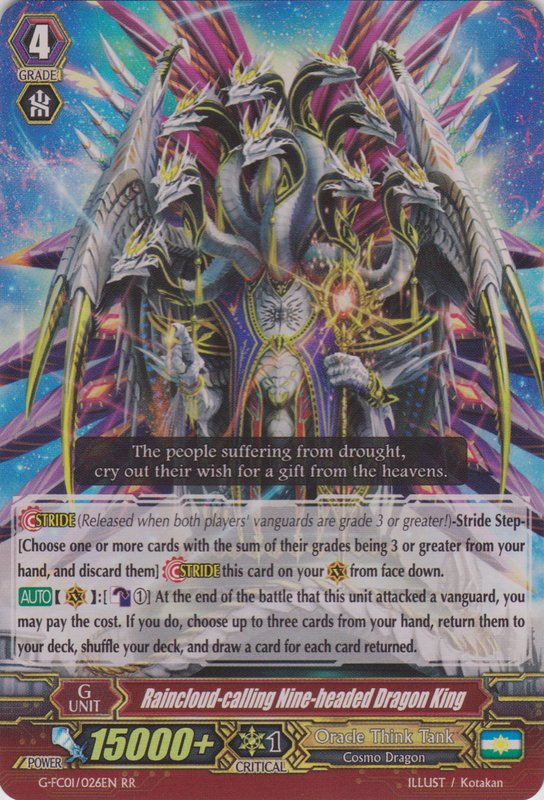 4
GRADE
The people suffering from drought,
cry out their wish for a gift from the heavens.
STRIDE (Released when both players' vanguards are grade 3 or greater!)-Stride Step-
[Choose one or more cards with the sum of their grades being 3 or greater from your
hand, and discard them] STRIDE this card on your from face down.
AUTO【 】:[ ①] At the end of the battle that this unit attacked a vanguard, you
may pay the cost. If you do, choose up to three cards from your hand, return them to
your deck, shuffle your deck, and draw a card for each card returned.
G
UNIT
Raincloud-calling Nine-headed Dragon King
POWER
15000+
1
CRITICAL
Oracle Think Tank
Cosmo Dragon
G-FC01/026EN RR
ILLUST / Kotakan